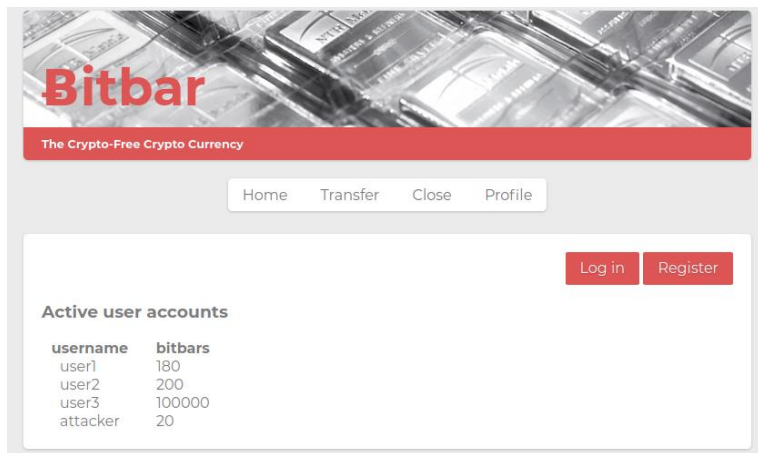 Ƀitbar
The Crypto-Free Crypto Currency
Home Transfer Close Profile
Log in Register
Active user accounts
username bitbars
user1 180
user2 200
user3 100000
attacker 20